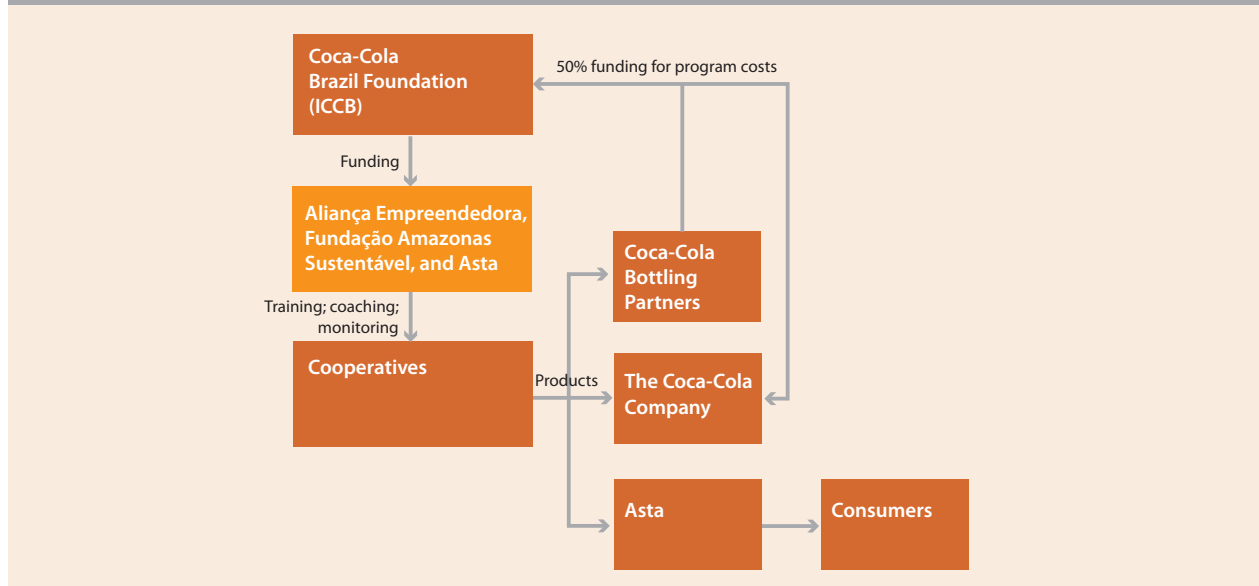 Coca-Cola
Brazil Foundation
(ICCB)
50% funding for program costs
Funding
Aliança Empreendedora,
Fundação Amazonas
Sustentável, and Asta
Training; coaching;
monitoring
Cooperatives
Products
Coca-Cola
Bottling
Partners
The Coca-Cola
Company
Asta
Consumers